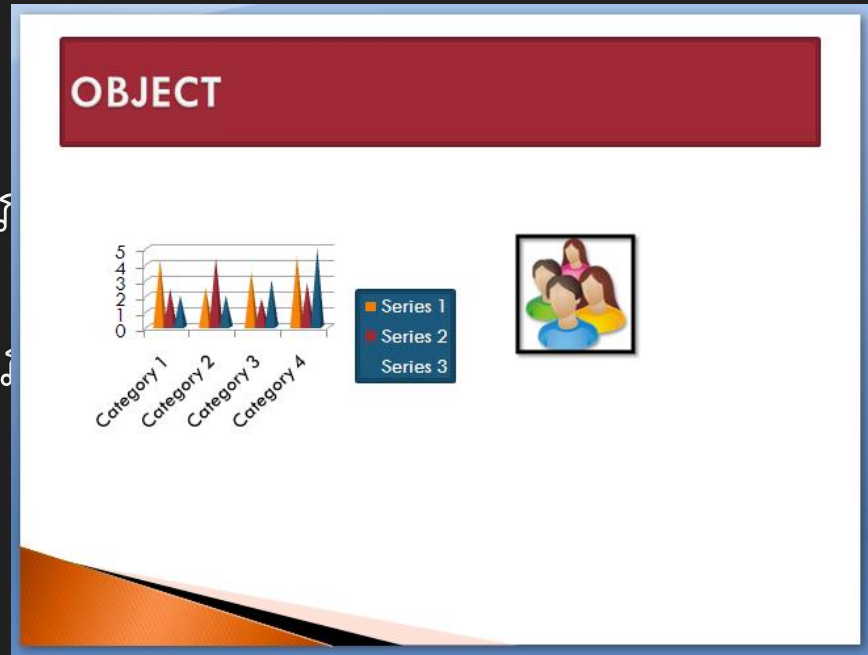 OBJECT
5
4
3
2
1
0
Category 1
Category 2
Category 3
Category 4
Series 1
Series 2
Series 3